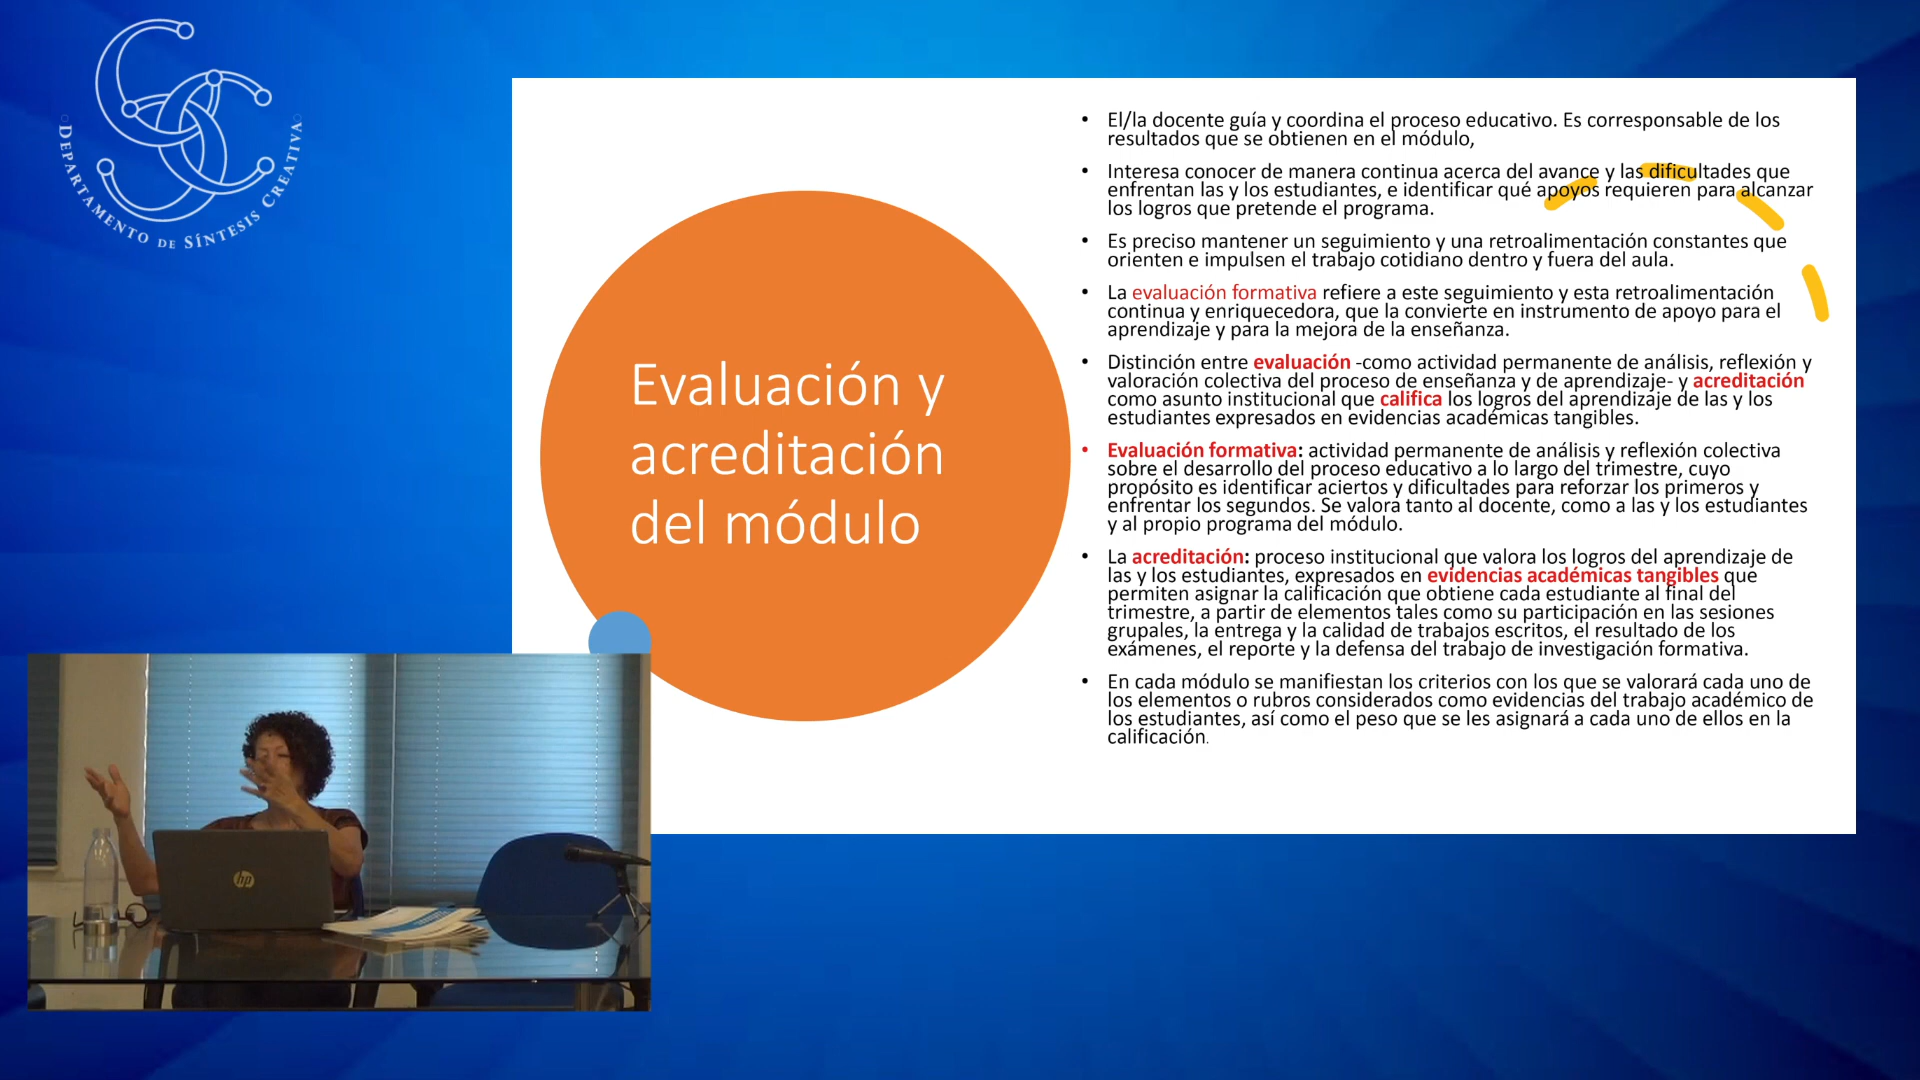 DEPARTAMENTO DE SÍNTESIS CREATIVA
Evaluación y
acreditación
del módulo
• El/la docente guía y coordina el proceso educativo. Es corresponsable de los
resultados que se obtienen en el módulo,
• Interesa conocer de manera continua acerca del avance y las dificultades que
enfrentan las y los estudiantes, e identificar qué apoyos requieren para alcanzar
los logros que pretende el programa.
• Es preciso mantener un seguimiento y una retroalimentación constantes que
orienten e impulsen el trabajo cotidiano dentro y fuera del aula.
• La evaluación formativa refiere a este seguimiento y esta retroalimentación
continua y enriquecedora, que la convierte en instrumento de apoyo para el
aprendizaje y para la mejora de la enseñanza.
• Distinción entre evaluación -como actividad permanente de análisis, reflexión y
valoración colectiva del proceso de enseñanza y de aprendizaje- y acreditación
como asunto institucional que califica los logros del aprendizaje de las y los
estudiantes expresados en evidencias académicas tangibles.
• Evaluación formativa: actividad permanente de análisis y reflexión colectiva
sobre el desarrollo del proceso educativo a lo largo del trimestre, cuyo
propósito es identificar aciertos y dificultades para reforzar los primeros y
enfrentar los segundos. Se valora tanto al docente, como a las y los estudiantes
y al propio programa del módulo.
• La acreditación: proceso institucional que valora los logros del aprendizaje de
las y los estudiantes, expresados en evidencias académicas tangibles que
permiten asignar la calificación que obtiene cada estudiante al final del
trimestre, a partir de elementos tales como su participación en las sesiones
grupales, la entrega y la calidad de trabajos escritos, el resultado de los
exámenes, el reporte y la defensa del trabajo de investigación formativa.
• En cada módulo se manifiestan los criterios con los que se valorará cada uno de
los elementos o rubros considerados como evidencias del trabajo académico de
los estudiantes, así como el peso que se les asignará a cada uno de ellos en la
calificación.
hp